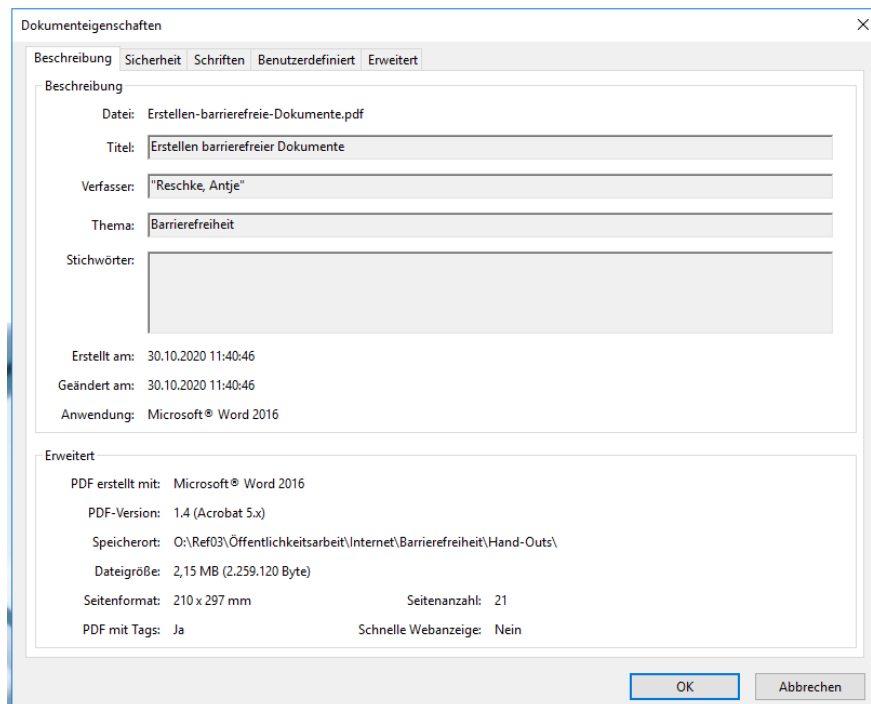 Dokumenteigenschaften
Beschreibung Sicherheit Schriften Benutzerdefiniert Erweitert
Beschreibung
Datei: Erstellen-barrierefreie-Dokumente.pdf
Titel: Erstellen barrierefreier Dokumente
Verfasser: "Reschke, Antje"
Thema: Barrierefreiheit
Stichwörter:
Erstellt am: 30.10.2020 11:40:46
Geändert am: 30.10.2020 11:40:46
Anwendung: Microsoft® Word 2016
Erweitert
PDF erstellt mit: Microsoft® Word 2016
PDF-Version: 1.4 (Acrobat 5.x)
Speicherort: O:\Ref03\Öffentlichkeitsarbeit\Internet\Barrierefreiheit\Hand-Outs\
Dateigröße: 2,15 MB (2.259.120 Byte)
Seitenformat: 210 x 297 mm Seitenanzahl: 21
PDF mit Tags: Ja Schnelle Webanzeige: Nein
OK Abbrechen